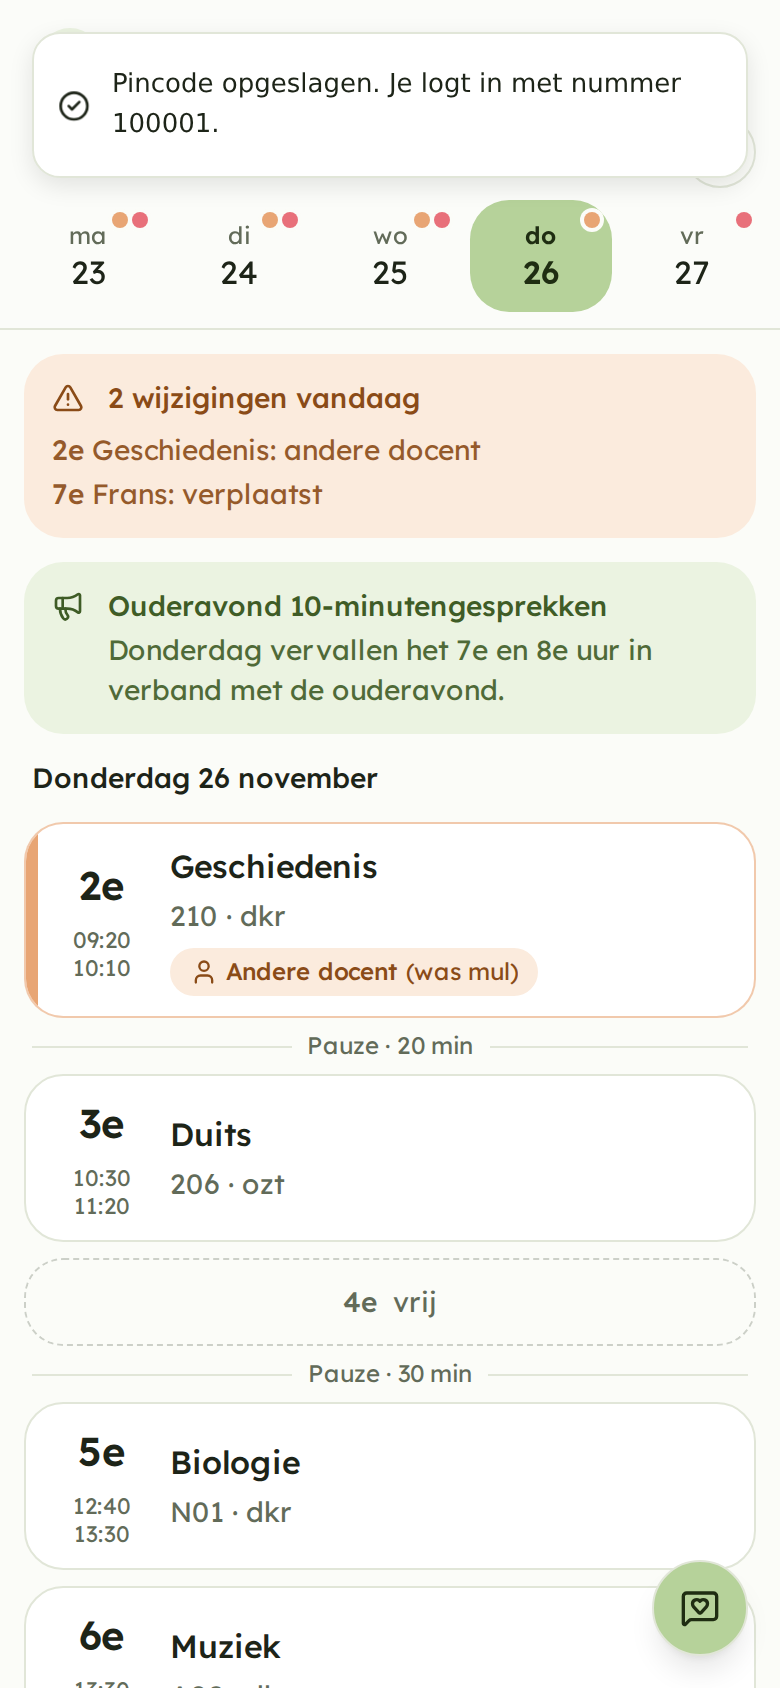 Pincode opgeslagen. Je logt in met nummer
100001.
ma di wo do vr
23 24 25 26 27
2 wijzigingen vandaag
2e Geschiedenis: andere docent
7e Frans: verplaatst
Ouderavond 10-minutengesprekken
Donderdag vervallen het 7e en 8e uur in
verband met de ouderavond.
Donderdag 26 november
2e
09:20
10:10
Geschiedenis
210 · dkr
Andere docent (was mul)
Pauze · 20 min
3e
10:30
11:20
Duits
206 · ozt
4e vrij
Pauze · 30 min
5e
12:40
13:30
Biologie
N01 · dkr
6e
Muziek